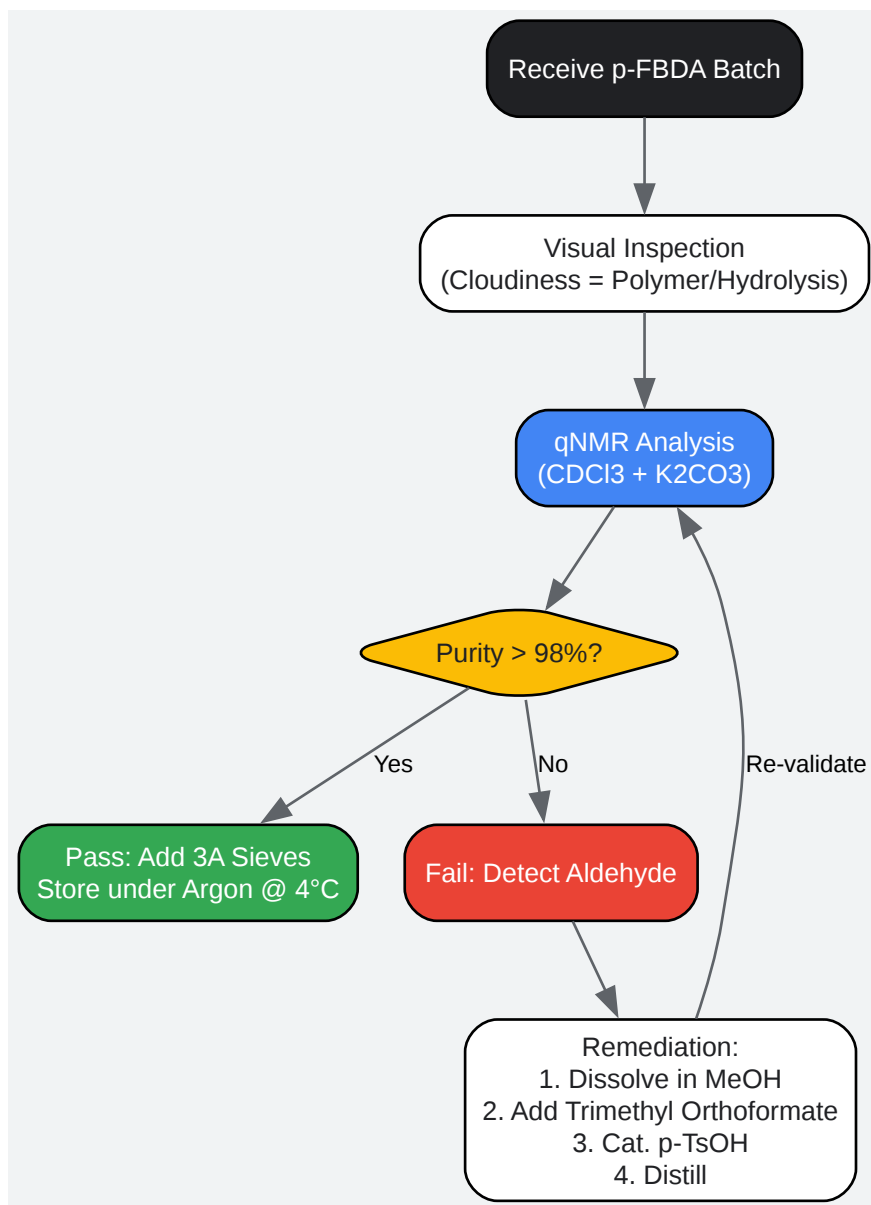 Receive p-FBDA Batch
Visual Inspection
(Cloudiness = Polymer/Hydrolysis)
qNMR Analysis
(CDCl3 + K2CO3)
Purity > 98%?
Yes
No
Re-validate
Pass: Add 3A Sieves
Store under Argon @ 4°C
Fail: Detect Aldehyde
Remediation:
1. Dissolve in MeOH
2. Add Trimethyl Orthoformate
3. Cat. p-TsOH
4. Distill